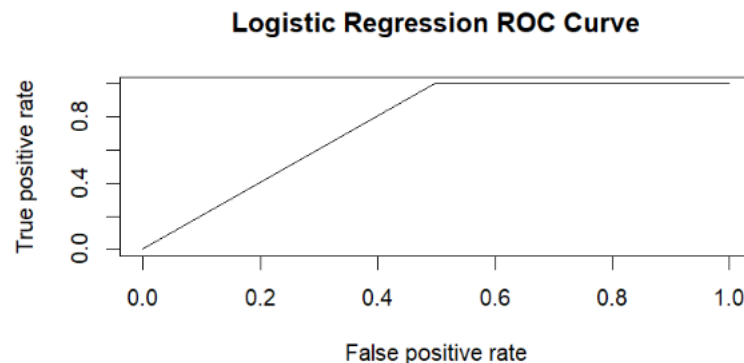 Logistic Regression ROC Curve
True positive rate
0.8
0.4
0.0
0.0 0.2 0.4 0.6 0.8 1.0
False positive rate